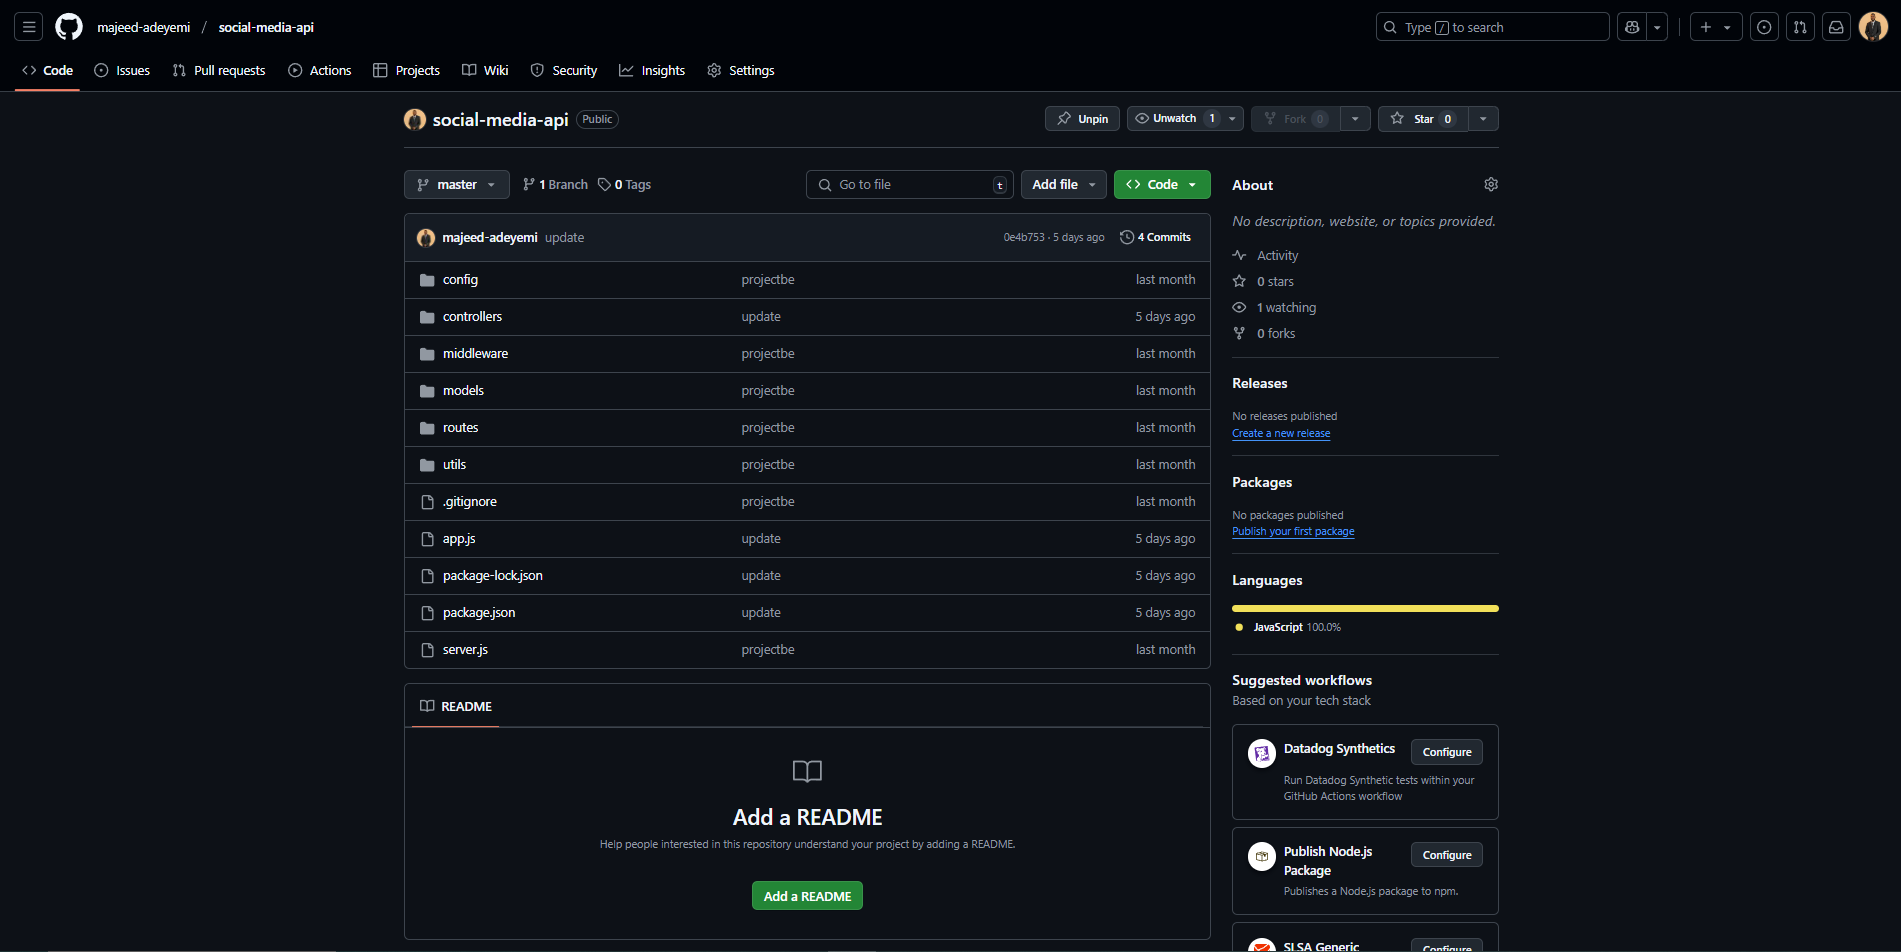 majeed-adeyemi / social-media-api
Type / to search
Code Issues Pull requests Actions Projects Wiki Security Insights Settings
social-media-api Public
Unpin Unwatch 1 Fork 0 Star 0
master 1 Branch 0 Tags Go to file t Add file Code
majeed-adeyemi update 0e4b753 · 5 days ago 4 Commits
config projectbe last month
controllers update 5 days ago
middleware projectbe last month
models projectbe last month
routes projectbe last month
utils projectbe last month
.gitignore projectbe last month
app.js update 5 days ago
package-lock.json update 5 days ago
package.json update 5 days ago
server.js projectbe last month
README
Add a README
Help people interested in this repository understand your project by adding a README.
Add a README
About
No description, website, or topics provided.
Activity
0 stars
1 watching
0 forks
Releases
No releases published
Create a new release
Packages
No packages published
Publish your first package
Languages
JavaScript 100.0%
Suggested workflows
Based on your tech stack
Datadog Synthetics Configure
Run Datadog Synthetic tests within your
GitHub Actions workflow
Publish Node.js Configure
Package
Publishes a Node.js package to npm.
SLSA Generic Configure